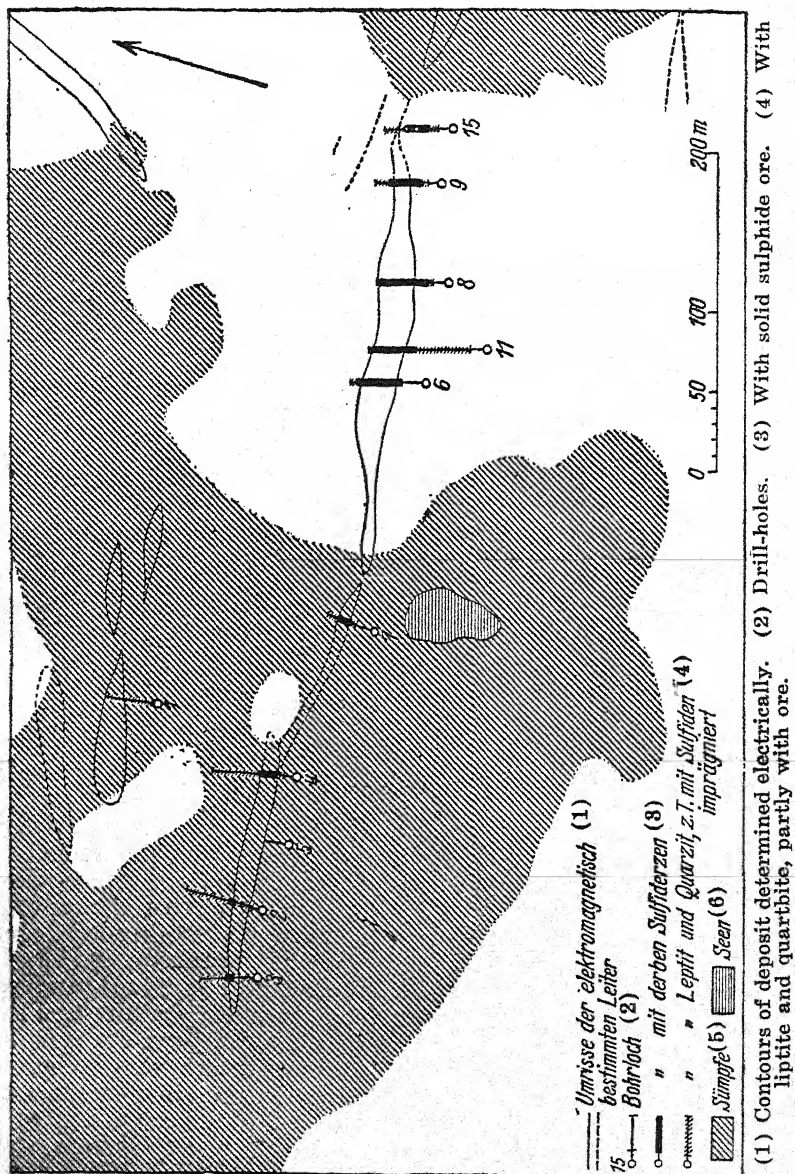 6
11
8
9
15
0 50 100 200 m
Umrisse der elektromagnetisch (1)
bestimmten Leiter
15
Bohrloch (2)
" mit derben Sulfiderzen (3)
" " Leptit und Quarzit, z.T. mit Sulfiden (4)
imprägniert
Sümpfe (5) Seen (6)
(1) Contours of deposit determined electrically. (2) Drill-holes. (3) With solid sulphide ore. (4) With
liptite and quartbite, partly with ore.